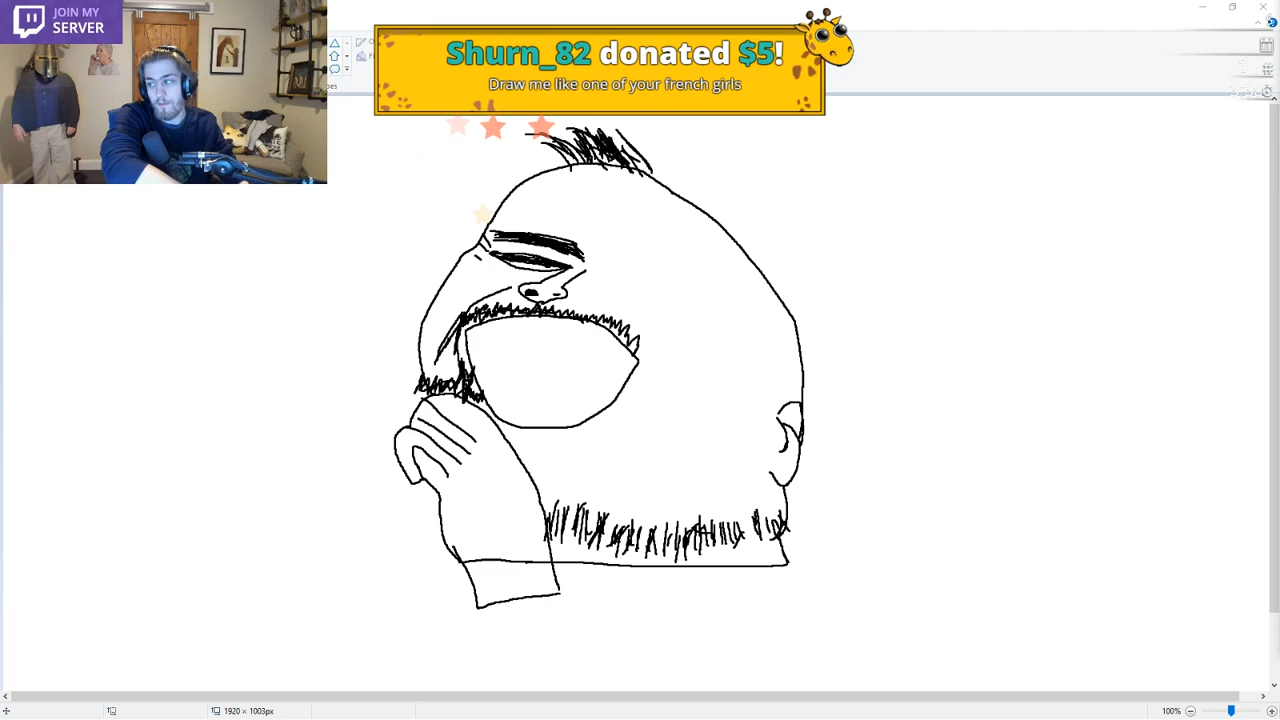 JOIN MY
SERVER
Shurn_82 donated $5!
Draw me like one of your french girls
1920 × 1003px
100%